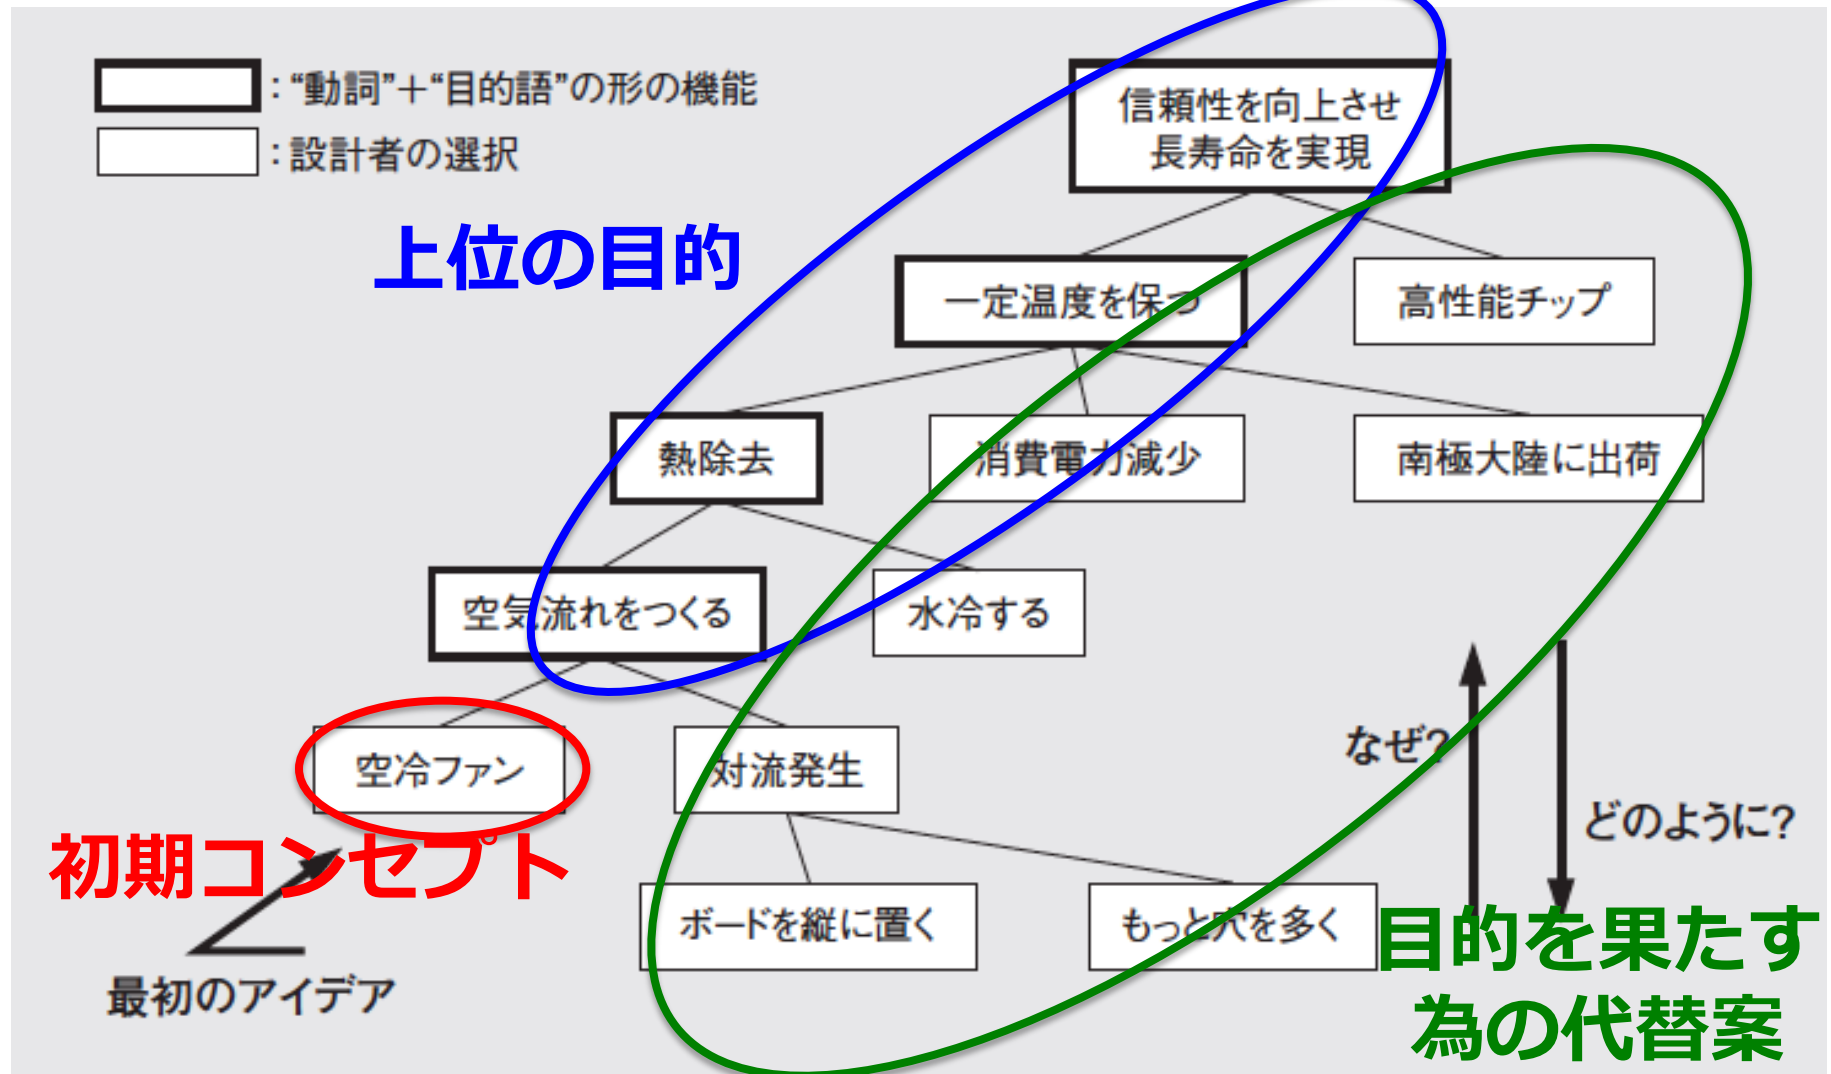 ：“動詞”＋“目的語”の形の機能
：設計者の選択
信頼性を向上させ
長寿命を実現
上位の目的
一定温度を保つ
高性能チップ
熱除去
消費電力減少
南極大陸に出荷
空気流れをつくる
水冷する
空冷ファン
対流発生
なぜ?
どのように?
初期コンセプト
ボードを縦に置く
もっと穴を多く
最初のアイデア
目的を果たす
為の代替案